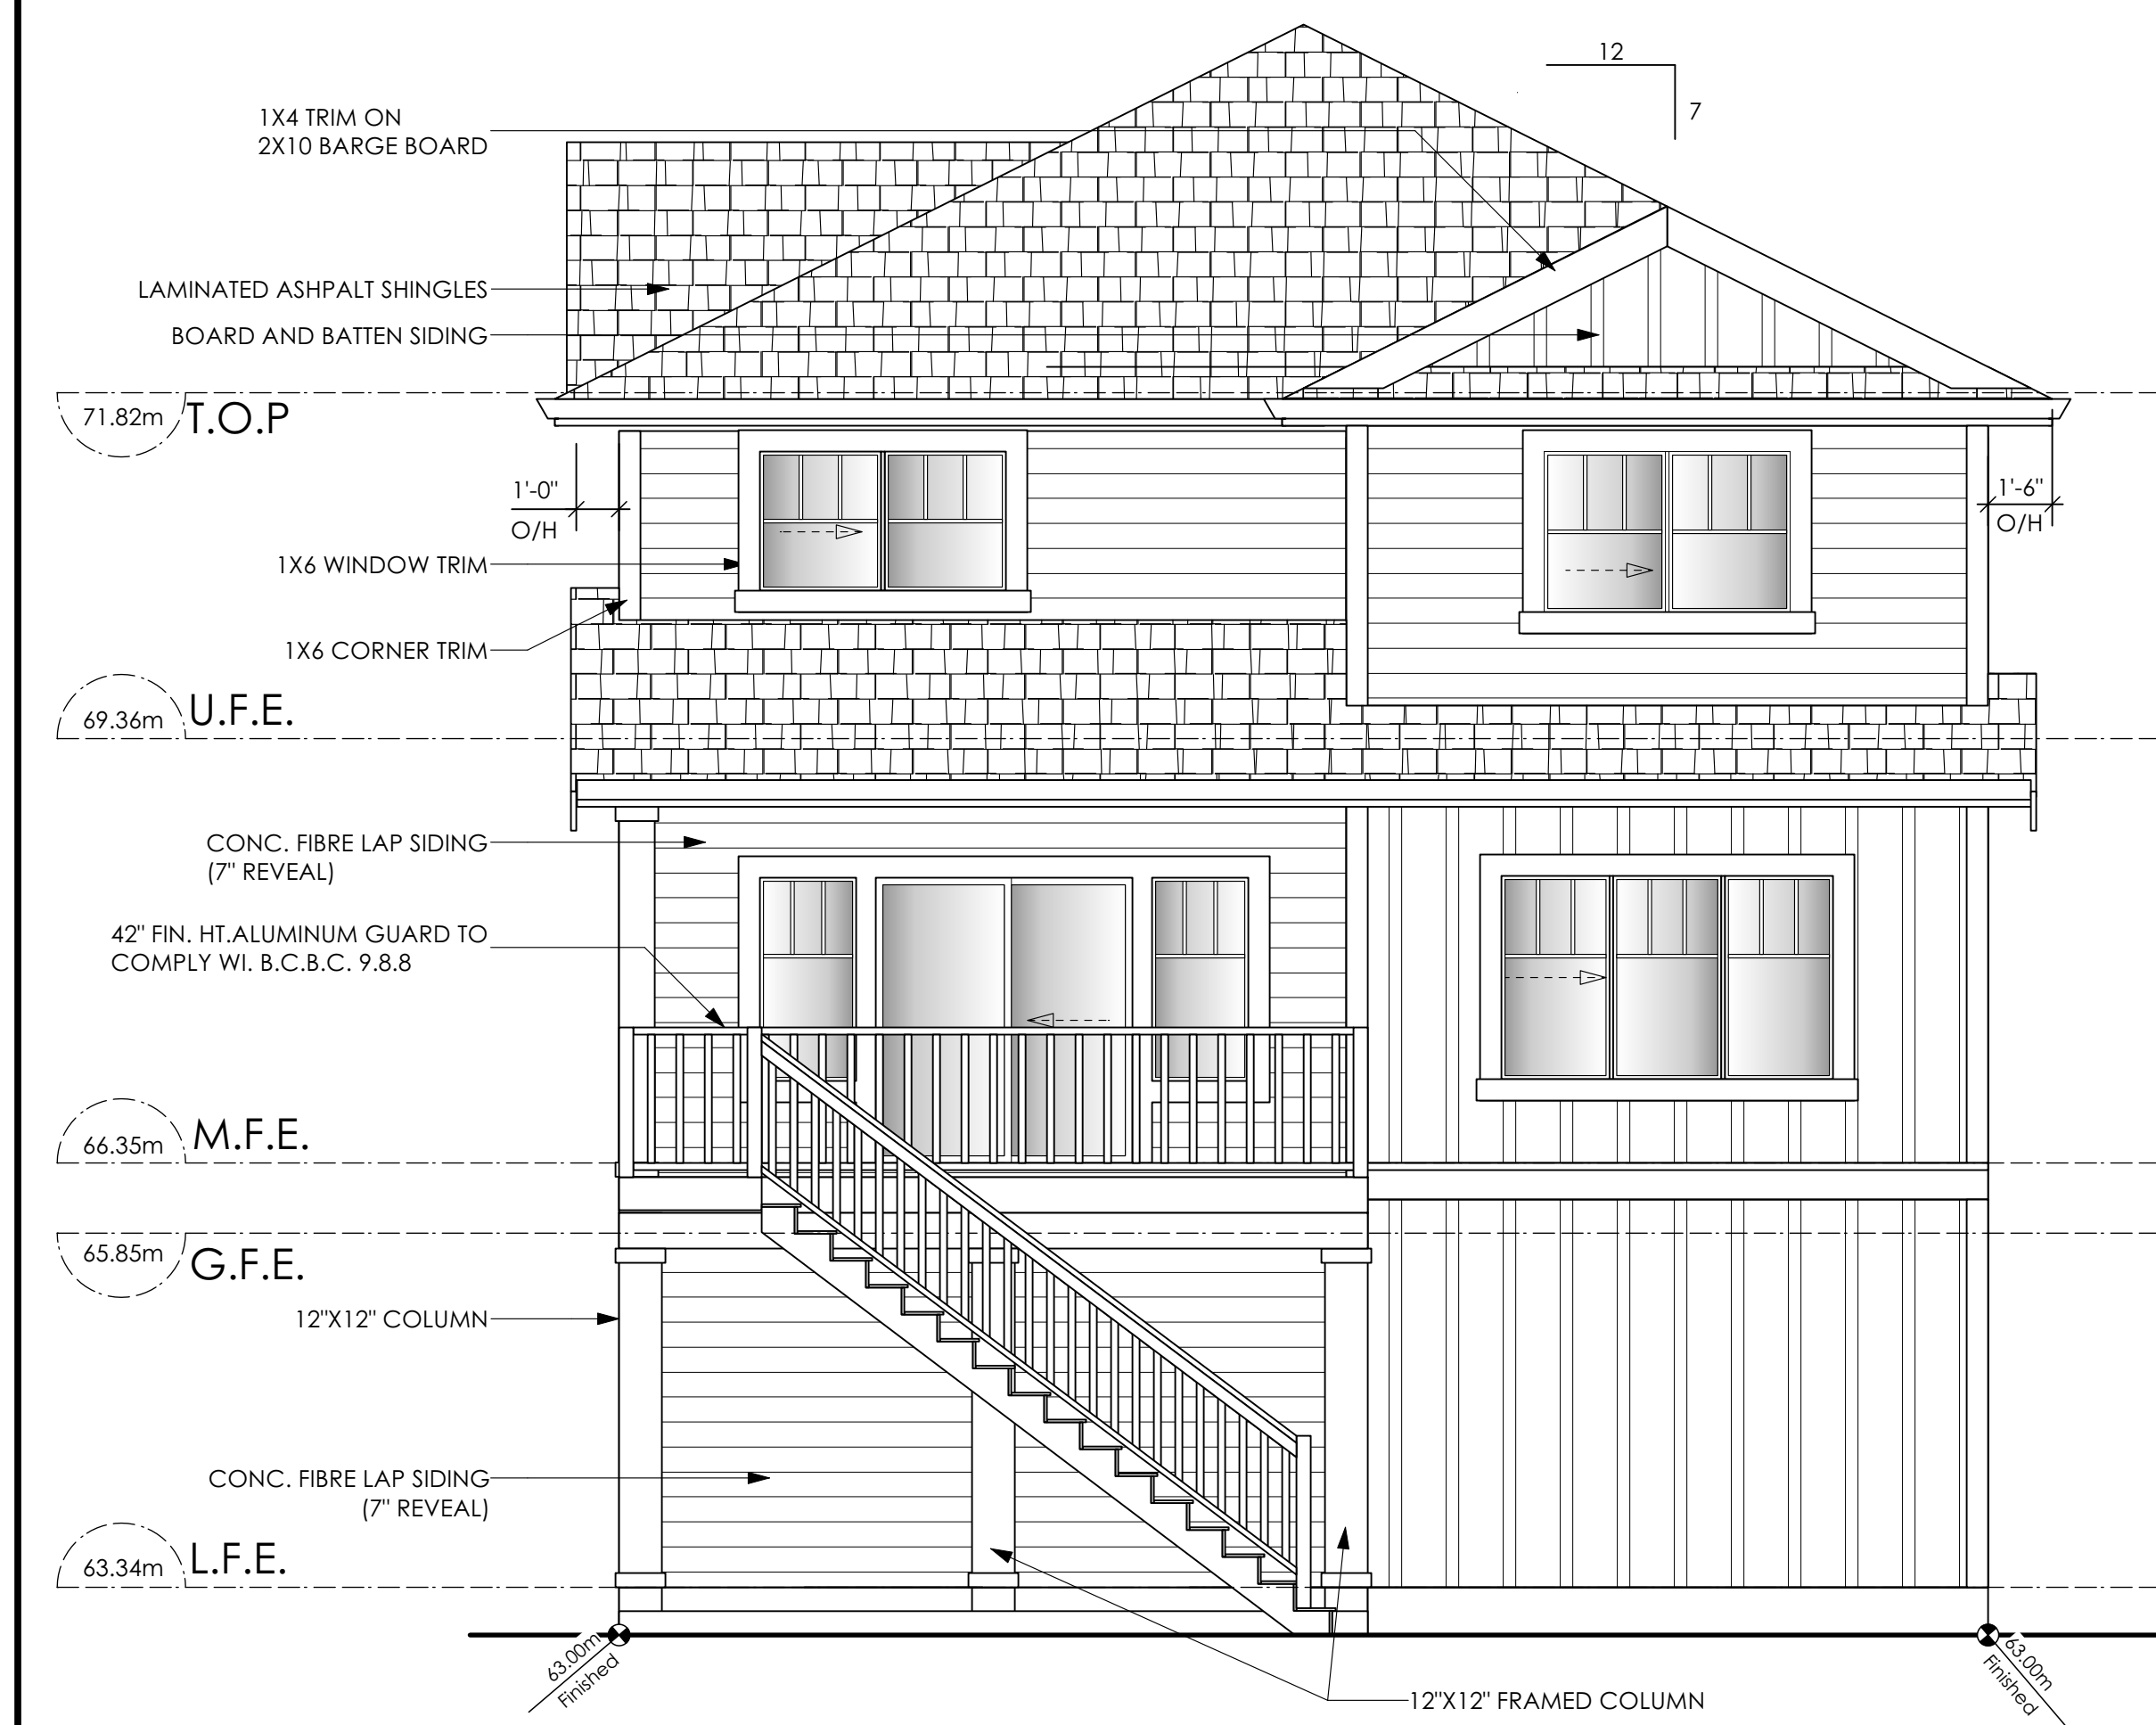 12
7
1X4 TRIM ON
2X10 BARGE BOARD
LAMINATED ASHPALT SHINGLES
BOARD AND BATTEN SIDING
71.82m T.O.P
1'-0"
O/H
1'-6"
O/H
1X6 WINDOW TRIM
1X6 CORNER TRIM
69.36m U.F.E.
CONC. FIBRE LAP SIDING
(7" REVEAL)
42" FIN. HT.ALUMINUM GUARD TO
COMPLY WI. B.C.B.C. 9.8.8
66.35m M.F.E.
65.85m G.F.E.
12"X12" COLUMN
CONC. FIBRE LAP SIDING
(7" REVEAL)
63.34m L.F.E.
63.00m
Finished
63.00m
Finished
12"X12" FRAMED COLUMN